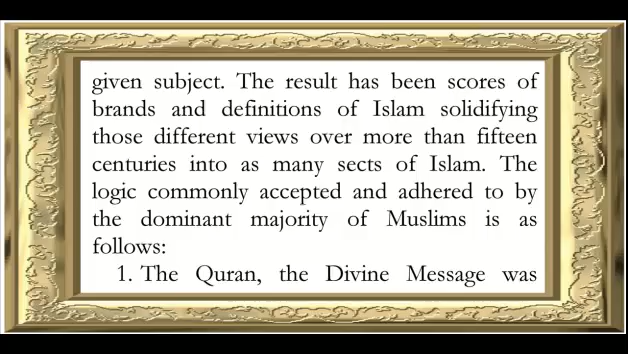 given subject. The result has been scores of
brands and definitions of Islam solidifying
those different views over more than fifteen
centuries into as many sects of Islam. The
logic commonly accepted and adhered to by
the dominant majority of Muslims is as
follows:
1. The Quran, the Divine Message was